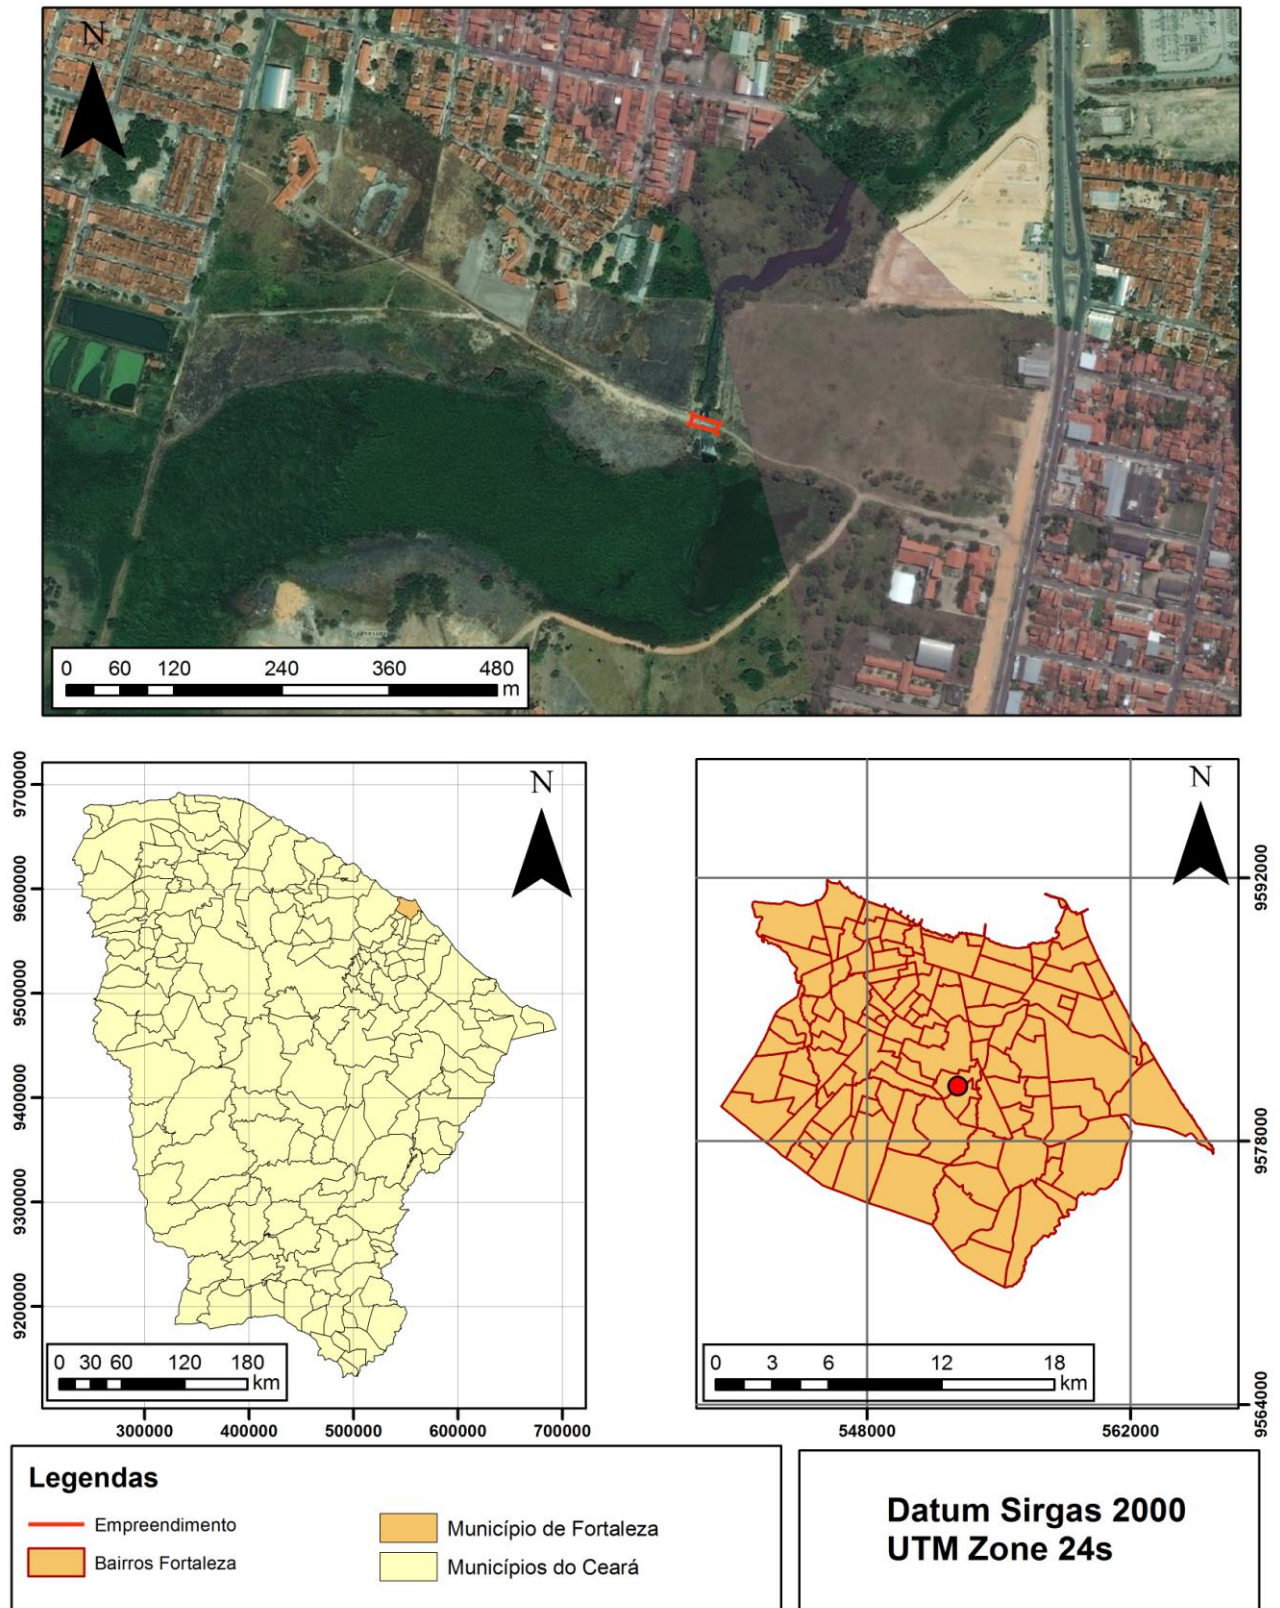 N
0 60 120 240 360 480
m
N
9700000
9600000
9500000
9400000
9300000
9200000
0 30 60 120 180
km
300000 400000 500000 600000 700000
N
9592000
9578000
9564000
0 3 6 12 18
km
548000 562000
Legendas
Empreendimento
Bairros Fortaleza
Município de Fortaleza
Municípios do Ceará
Datum Sirgas 2000
UTM Zone 24s